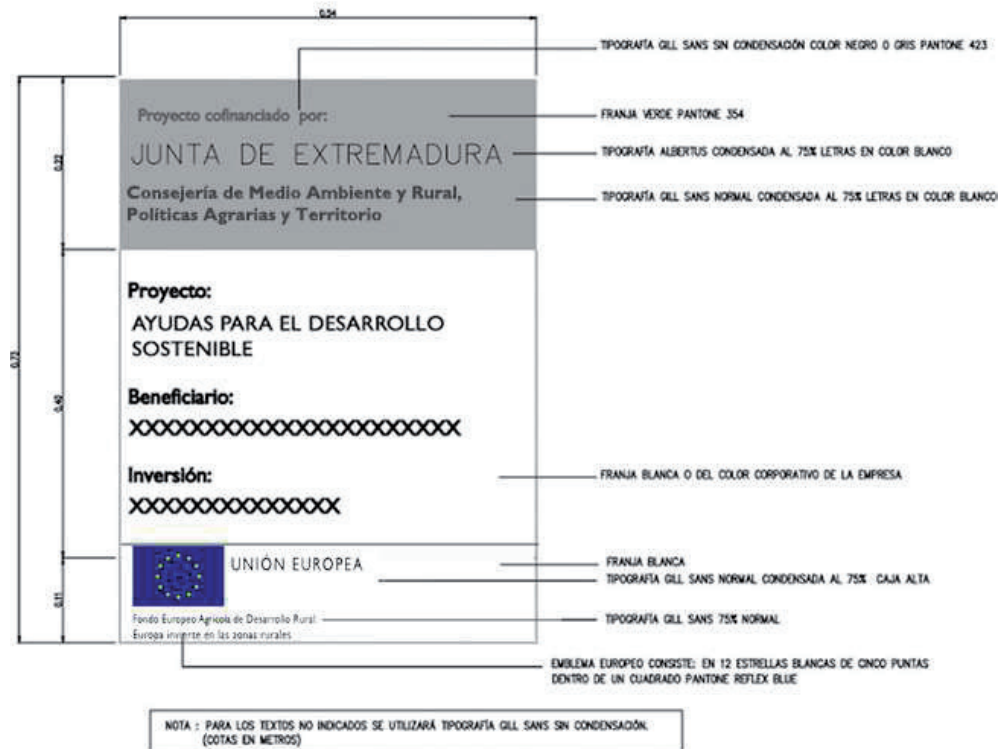 0.54
TIPOGRAFÍA GILL SANS SIN CONDENSACIÓN COLOR NEGRO O GRIS PANTONE 423
Proyecto cofinanciado por:
FRANJA VERDE PANTONE 354
JUNTA DE EXTREMADURA
TIPOGRAFÍA ALBERTUS CONDENSADA AL 75% LETRAS EN COLOR BLANCO
0.22
Consejería de Medio Ambiente y Rural,
Políticas Agrarias y Territorio
TIPOGRAFÍA GILL SANS NORMAL CONDENSADA AL 75% LETRAS EN COLOR BLANCO
Proyecto:
AYUDAS PARA EL DESARROLLO
SOSTENIBLE
0.73
0.40
Beneficiario:
XXXXXXXXXXXXXXXXXXXXXXX
Inversión:
FRANJA BLANCA O DEL COLOR CORPORATIVO DE LA EMPRESA
XXXXXXXXXXXXXX
UNIÓN EUROPEA
FRANJA BLANCA
TIPOGRAFÍA GILL SANS NORMAL CONDENSADA AL 75% CAJA ALTA
0.11
Fondo Europeo Agrícola de Desarrollo Rural
TIPOGRAFÍA GILL SANS 75% NORMAL
Europa invierte en las zonas rurales
EMBLEMA EUROPEO CONSISTE: EN 12 ESTRELLAS BLANCAS DE CINCO PUNTAS
DENTRO DE UN CUADRADO PANTONE REFLEX BLUE
NOTA : PARA LOS TEXTOS NO INDICADOS SE UTILIZARÁ TIPOGRAFÍA GILL SANS SIN CONDENSACIÓN.
(COTAS EN METROS)